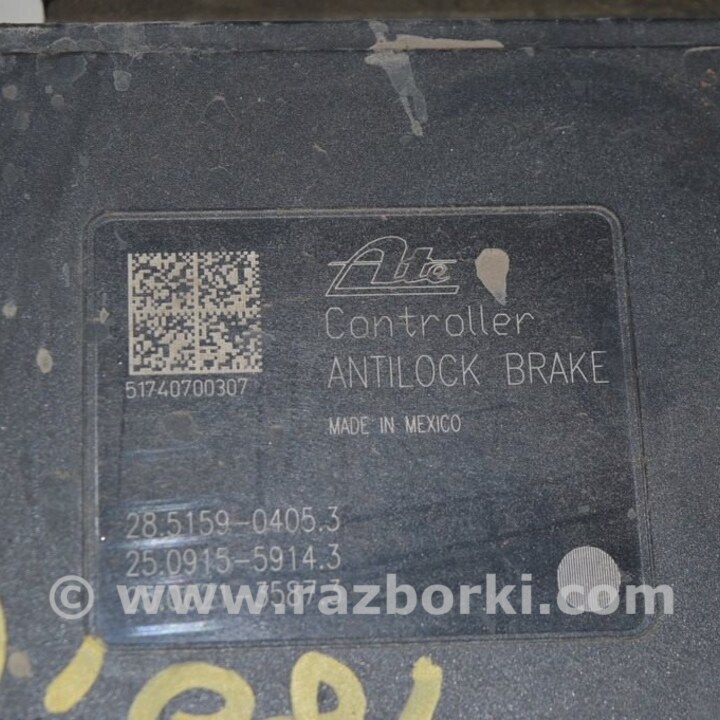 Ate
Controller
ANTILOCK BRAKE
51740700307
MADE IN MEXICO
28.5159-0405.3
25.0915-5914.3
© www.razborki.com